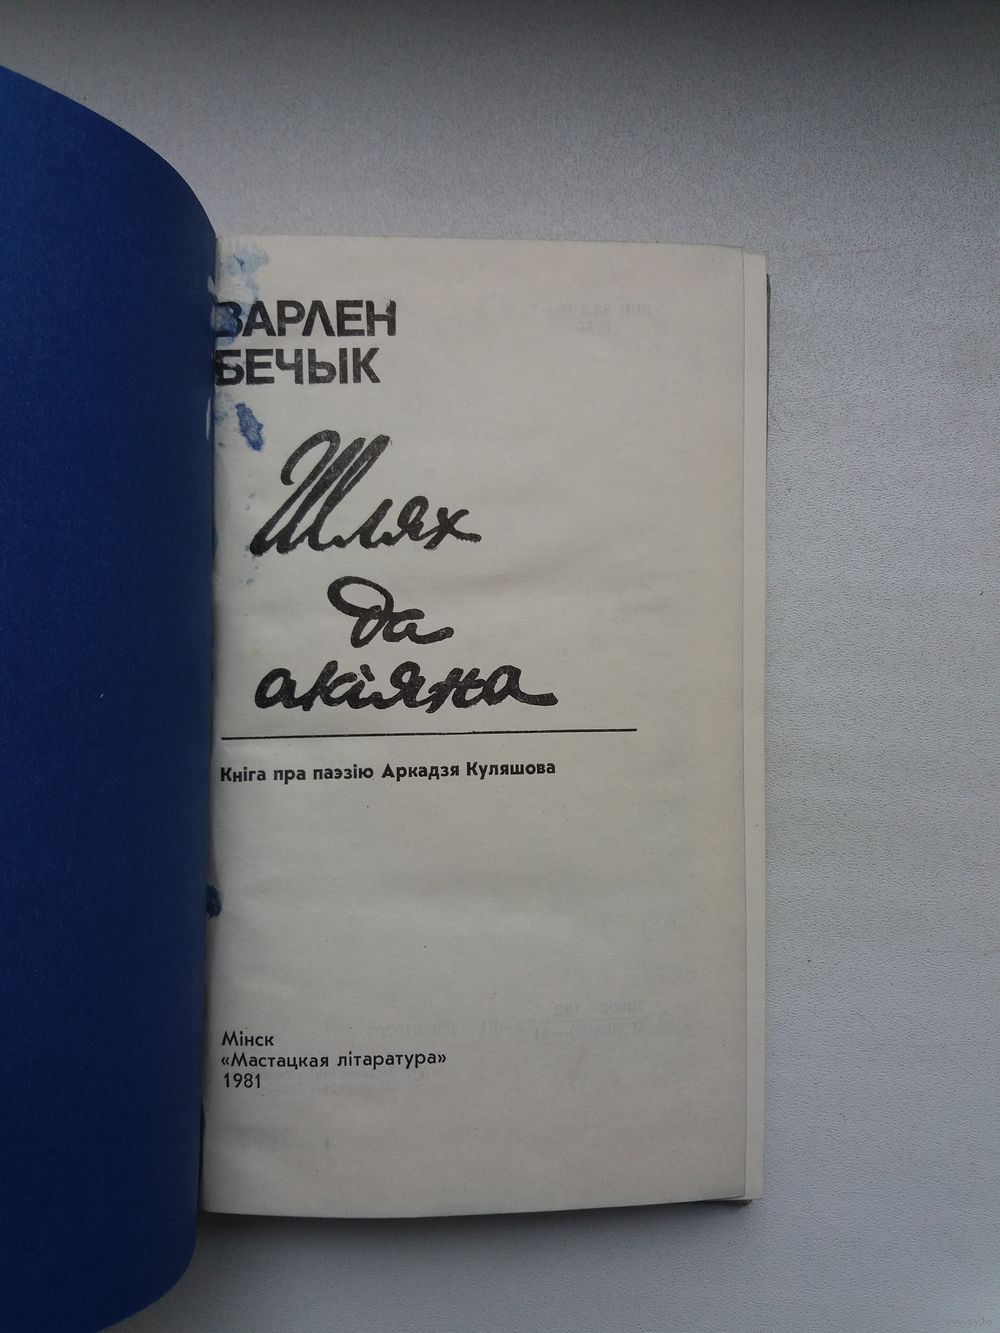 ВАРЛЕН
БЕЧЫК
Шлях
да
акіяна
Кніга пра паэзію Аркадзя Куляшова
Мінск
«Мастацкая літаратура»
1981